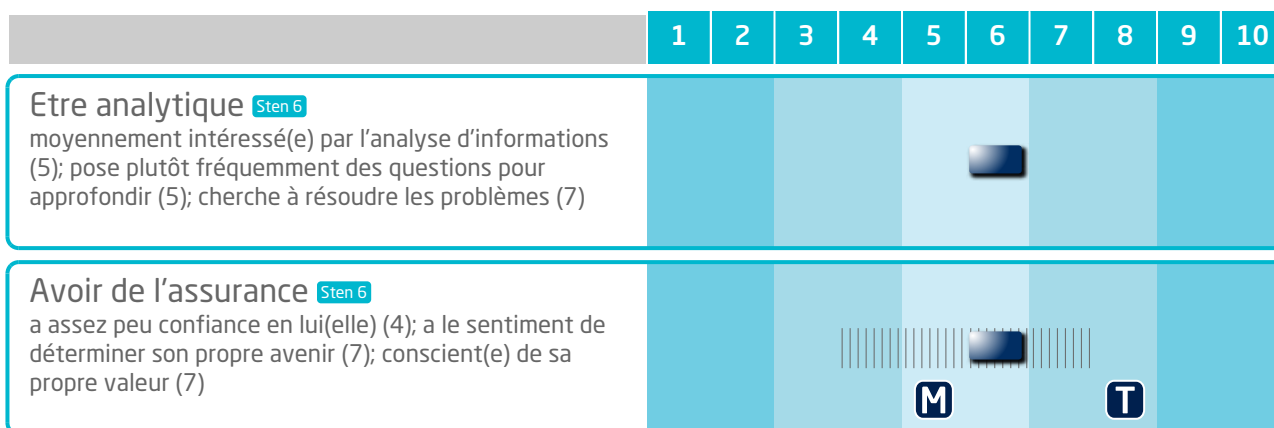 1 2 3 4 5 6 7 8 9 10
Etre analytique Sten 6
moyennement intéressé(e) par l'analyse d'informations
(5); pose plutôt fréquemment des questions pour
approfondir (5); cherche à résoudre les problèmes (7)
Avoir de l'assurance Sten 6
a assez peu confiance en lui(elle) (4); a le sentiment de
déterminer son propre avenir (7); conscient(e) de sa
propre valeur (7)
M T